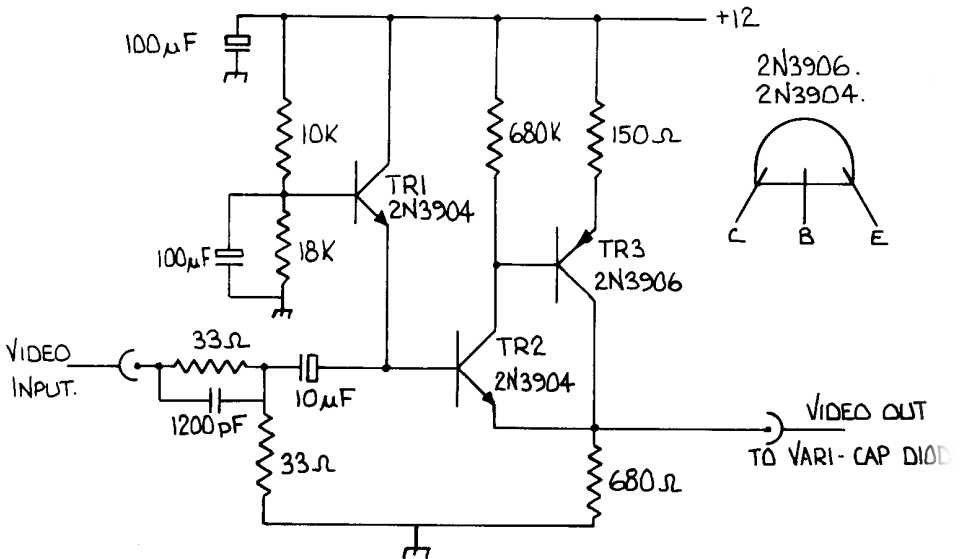 +12
100µF
2N3906.
2N3904.
10K
680K
150Ω
TR1
2N3904
C B E
100µF
18K
TR3
2N3906
33Ω
VIDEO
INPUT.
TR2
2N3904
10µF
1200pF
VIDEO OUT
33Ω
680Ω
TO VARI-CAP